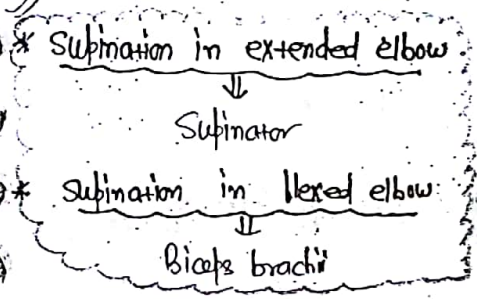 * Supination in extended elbow.
⇓
Supinator
* Supination in flexed elbow.
⇓
Biceps brachii